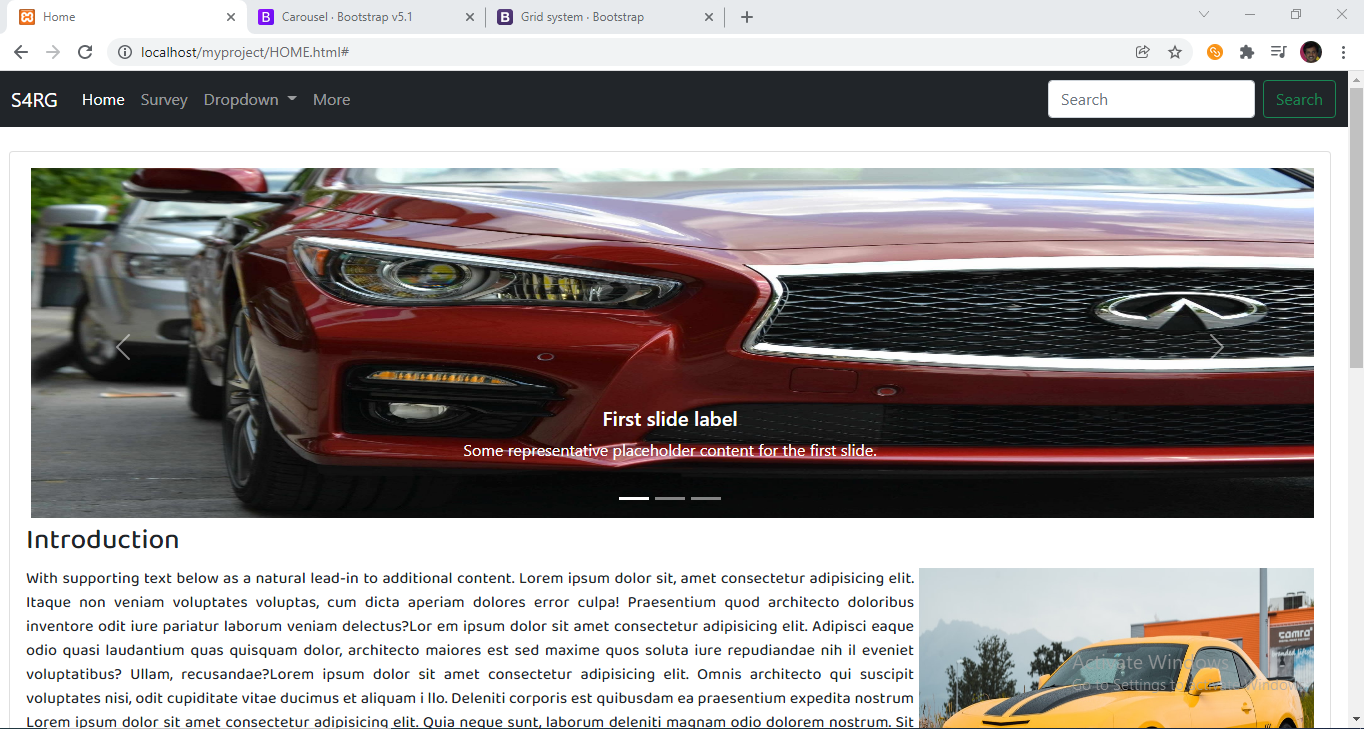 Home
Carousel · Bootstrap v5.1
Grid system · Bootstrap
localhost/myproject/HOME.html#
S4RG Home Survey Dropdown More Search Search
First slide label
Some representative placeholder content for the first slide.
Introduction
With supporting text below as a natural lead-in to additional content. Lorem ipsum dolor sit, amet consectetur adipisicing elit.
Itaque non veniam voluptates voluptas, cum dicta aperiam dolores error culpa! Praesentium quod architecto doloribus
inventore odit iure pariatur laborum veniam delectus?Lor em ipsum dolor sit amet consectetur adipisicing elit. Adipisci eaque
odio quasi laudantium quas quisquam dolor, architecto maiores est sed maxime quos soluta iure repudiandae nih il eveniet
voluptatibus? Ullam, recusandae?Lorem ipsum dolor sit amet consectetur adipisicing elit. Omnis architecto qui suscipit
voluptates nisi, odit cupiditate vitae ducimus et aliquam i llo. Deleniti corporis est quibusdam ea praesentium expedita nostrum
Lorem ipsum dolor sit amet consectetur adipisicing elit. Quia neque sunt, laborum deleniti magnam odio dolorem nostrum. Sit
camra
Activate Windows
Go to Settings to Windows